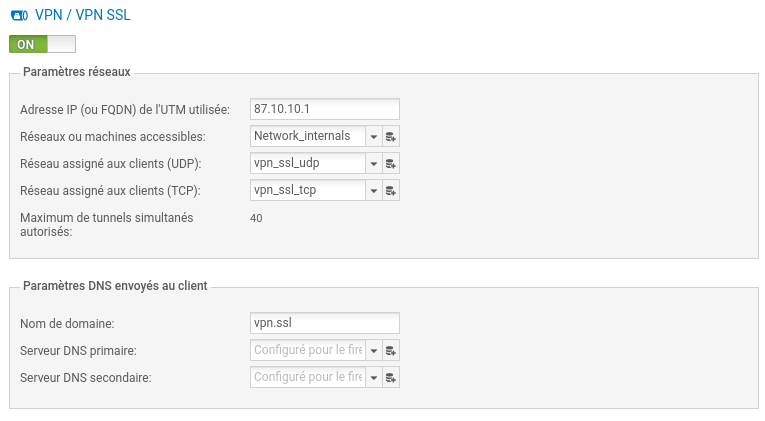 VPN / VPN SSL
ON
Paramètres réseaux
Adresse IP (ou FQDN) de l'UTM utilisée: 87.10.10.1
Réseaux ou machines accessibles: Network_internals
Réseau assigné aux clients (UDP): vpn_ssl_udp
Réseau assigné aux clients (TCP): vpn_ssl_tcp
Maximum de tunnels simultanés 40
autorisés:
Paramètres DNS envoyés au client
Nom de domaine: vpn.ssl
Serveur DNS primaire: Configuré pour le fire
Serveur DNS secondaire: Configuré pour le fire